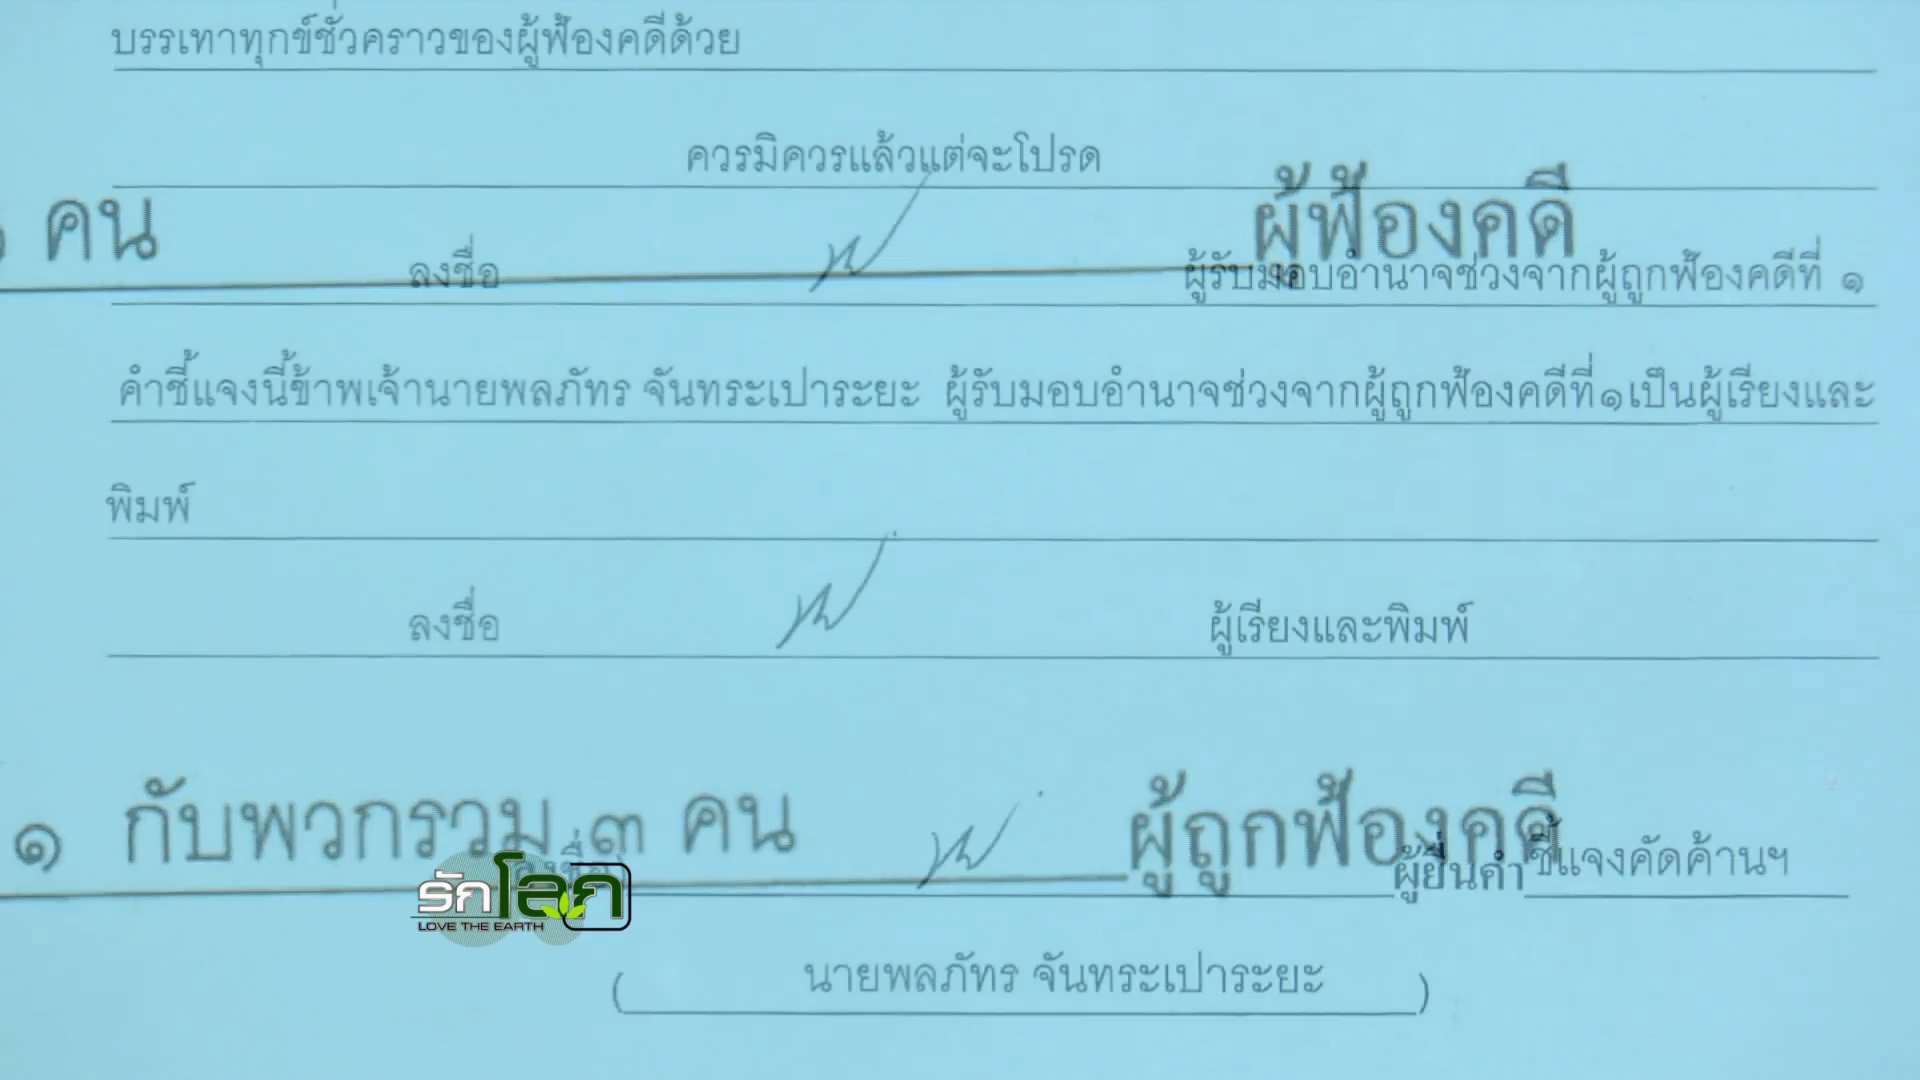 บรรเทาทุกข์ชั่วคราวของผู้ฟ้องคดีด้วย
ควรมิควรแล้วแต่จะโปรด
คน ผู้ฟ้องคดี
ลงชื่อ ผู้รับมอบอำนาจช่วงจากผู้ถูกฟ้องคดีที่ ๑
คำชี้แจงนี้ข้าพเจ้านายพลภัทร จันทระเปาระยะ ผู้รับมอบอำนาจช่วงจากผู้ถูกฟ้องคดีที่๑เป็นผู้เรียงและ
พิมพ์
ลงชื่อ ผู้เรียงและพิมพ์
๑ กับพวกรวม ๓ คน ผู้ถูกฟ้องคดี
ผู้ยื่นคำชี้แจงคัดค้านฯ
รักโลก
LOVE THE EARTH
(นายพลภัทร จันทระเปาระยะ)